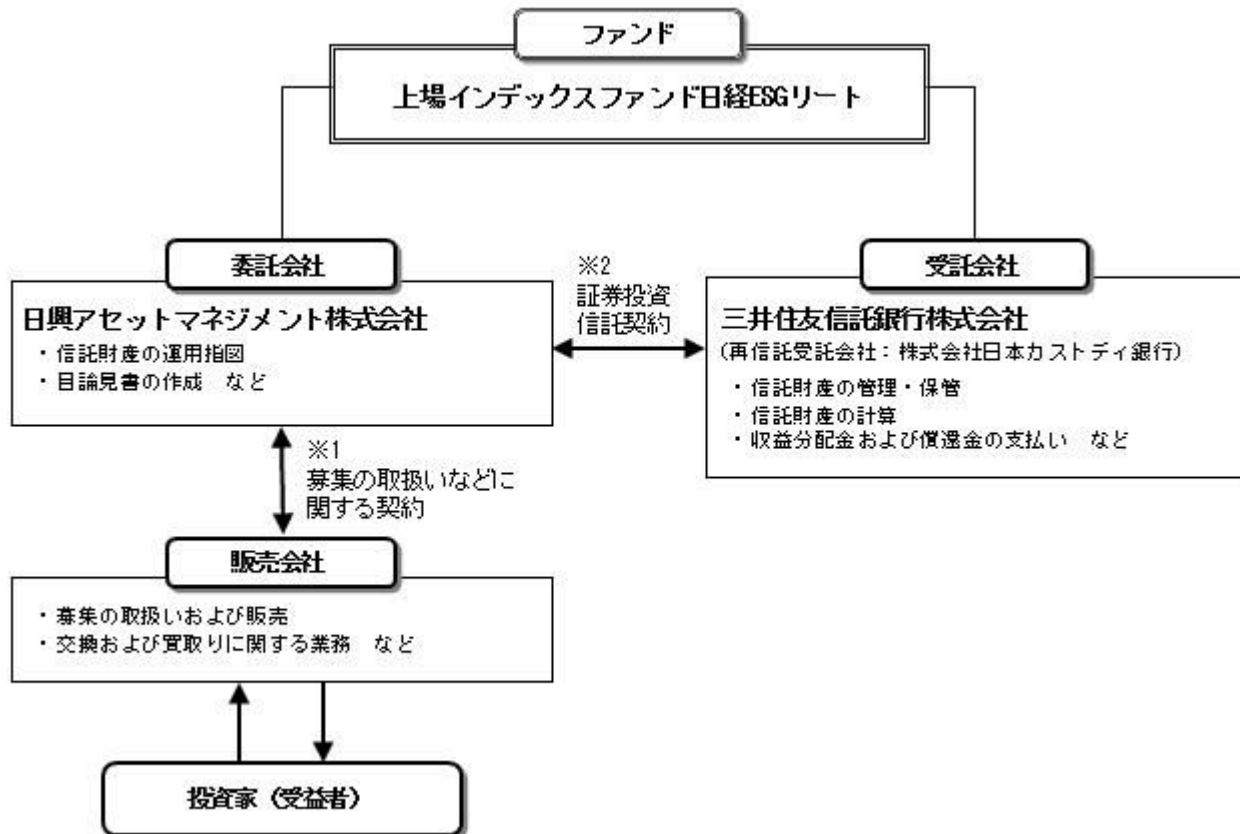 ファンド
上場インデックスファンド日経ESGリート
委託会社
日興アセットマネジメント株式会社
・信託財産の運用指図
・目論見書の作成　など
※2
証券投資
信託契約
受託会社
三井住友信託銀行株式会社
(再信託受託会社：株式会社日本カストディ銀行)
・信託財産の管理・保管
・信託財産の計算
・収益分配金および償還金の支払い　など
※1
募集の取扱いなどに
関する契約
販売会社
・募集の取扱いおよび販売
・交換および買取りに関する業務　など
投資家（受益者）